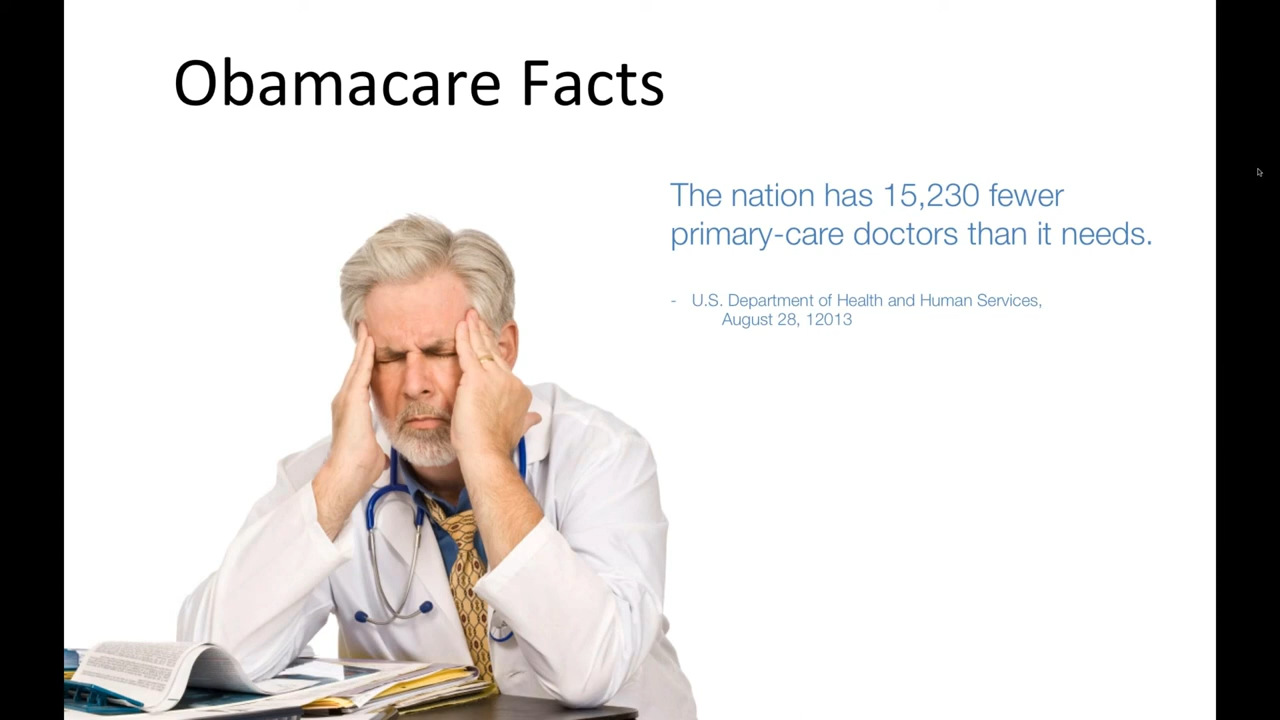 Obamacare Facts
The nation has 15,230 fewer
primary-care doctors than it needs.
- U.S. Department of Health and Human Services,
August 28, 12013